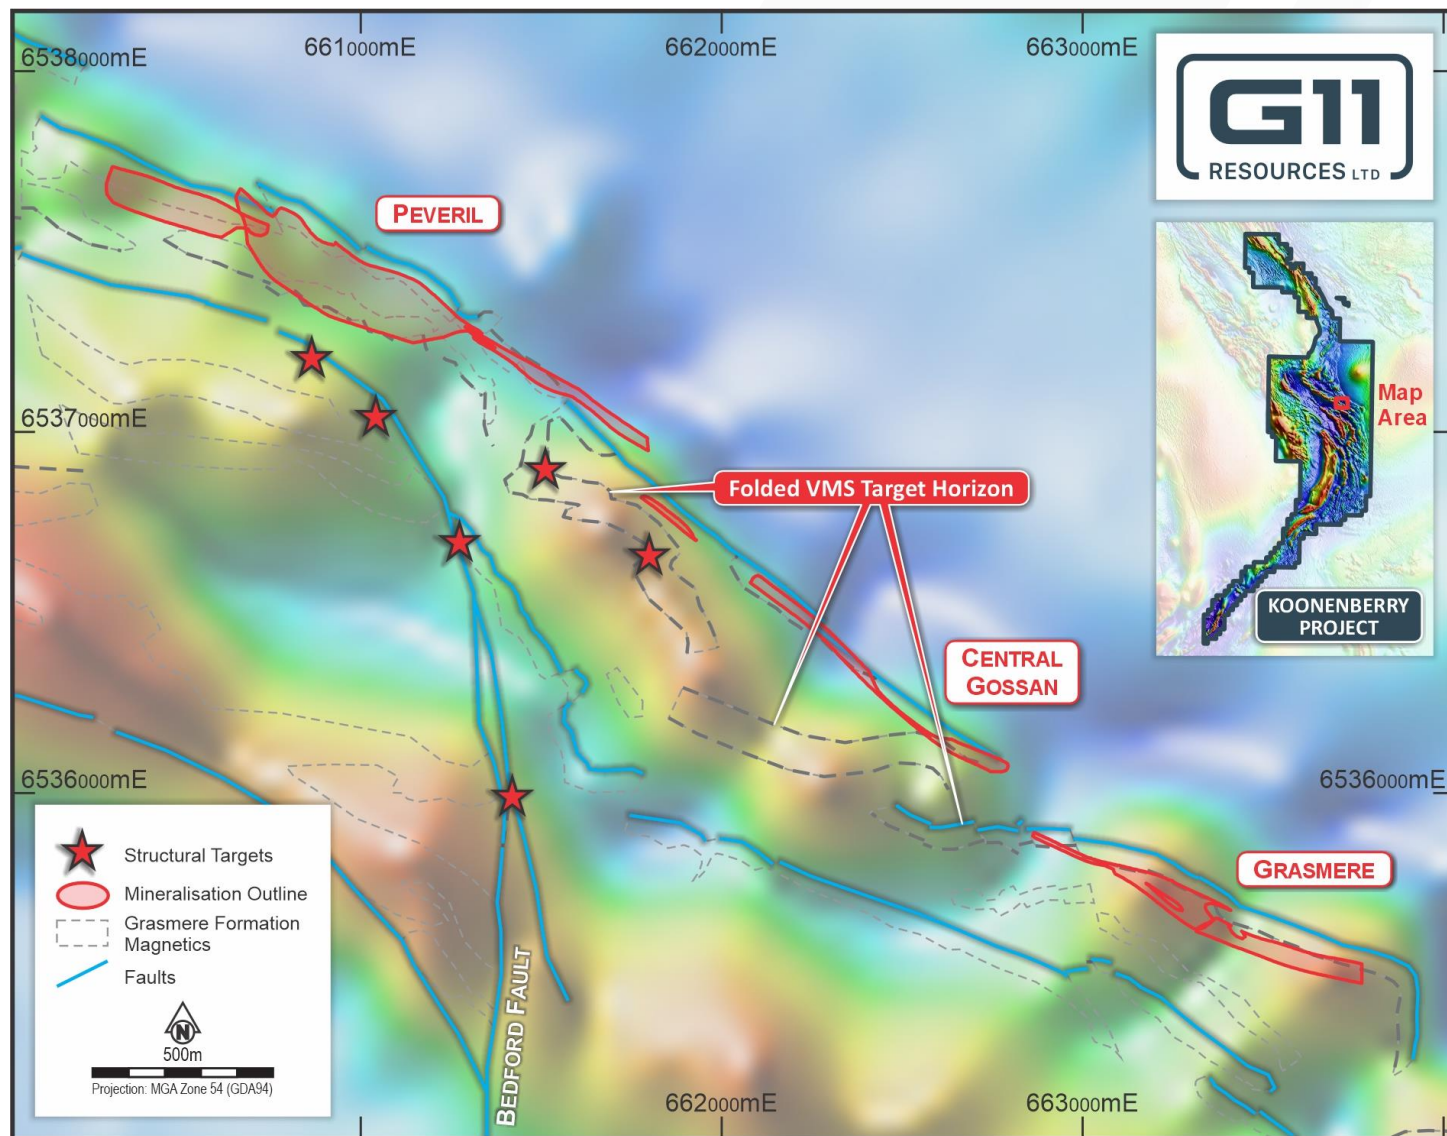 661000mE
662000mE
663000mE
6538000mE
G11
RESOURCES LTD
PEVERIL
Map
Area
6537000mE
Folded VMS Target Horizon
KOONENBERRY
PROJECT
CENTRAL
GOSSAN
6536000mE
6536000mE
GRASMERE
Structural Targets
Mineralisation Outline
Grasmere Formation
Magnetics
Faults
N
500m
Projection: MGA Zone 54 (GDA94)
BEDFORD FAULT
662000mE
663000mE